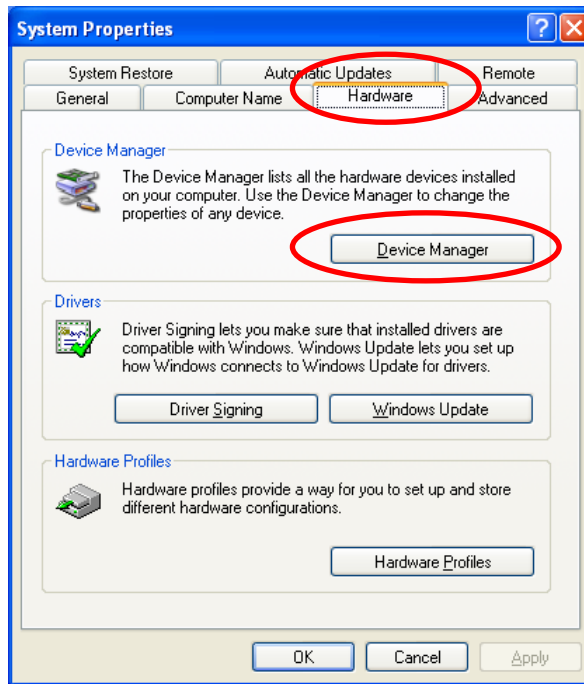 System Properties
System Restore Automatic Updates Remote
General Computer Name Hardware Advanced
Device Manager
The Device Manager lists all the hardware devices installed
on your computer. Use the Device Manager to change the
properties of any device.
Device Manager
Drivers
Driver Signing lets you make sure that installed drivers are
compatible with Windows. Windows Update lets you set up
how Windows connects to Windows Update for drivers.
Driver Signing Windows Update
Hardware Profiles
Hardware profiles provide a way for you to set up and store
different hardware configurations.
Hardware Profiles
OK Cancel Apply